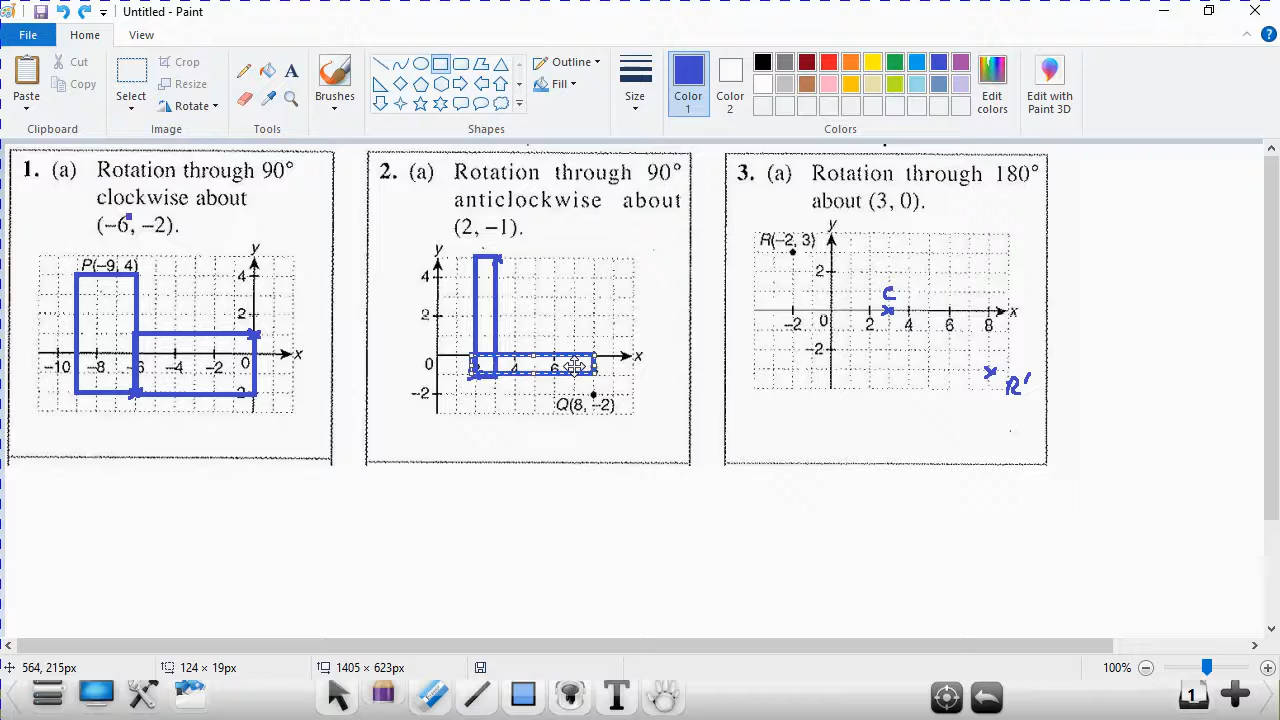 Untitled - Paint
File Home View
Cut
Copy
Paste
Clipboard
Select
Crop
Resize
Rotate
Image
Tools
Brushes
Outline
Fill
Shapes
Size
Color 1
Color 2
Edit colors
Edit with Paint 3D
Colors
1. (a) Rotation through 90°
clockwise about
(−6, −2).
y
P(−9, 4)
4
2
x
−10 −8 −6 −4 −2 0
2. (a) Rotation through 90°
anticlockwise about
(2, −1).
y
4
2
x
0 4 6
−2
Q(8, −2)
3. (a) Rotation through 180°
about (3, 0).
y
R(−2, 3)
2
C
x
−2 0 2 4 6 8
−2
R'
564, 215px
124 × 19px
1405 × 623px
100%
1